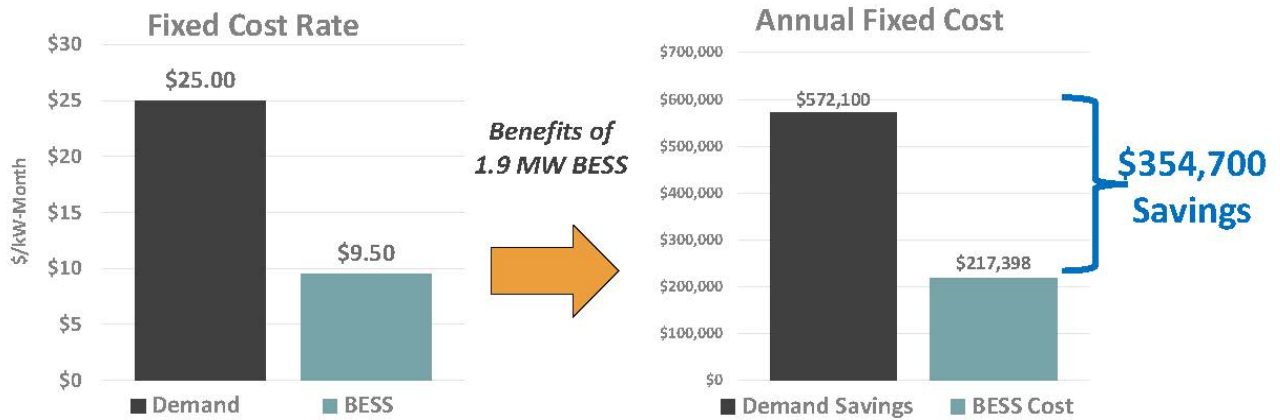 Fixed Cost Rate
$30
$25
$20
$15
$10
$5
$0
$/kW-Month
$25.00
$9.50
Demand
BESS
Benefits of
1.9 MW BESS
Annual Fixed Cost
$700,000
$600,000
$500,000
$400,000
$300,000
$200,000
$100,000
$0
$572,100
$217,398
Demand Savings
BESS Cost
$354,700
Savings